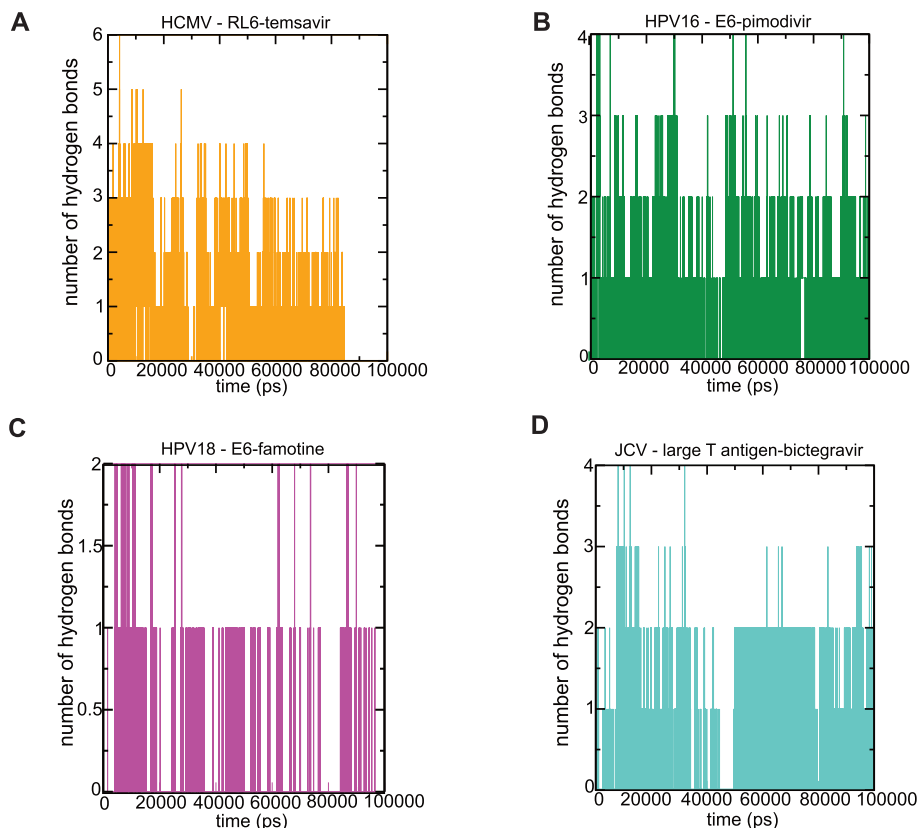 A
HCMV - RL6-temsavir
number of hydrogen bonds
6
5
4
3
2
1
0
0 20000 40000 60000 80000 100000
time (ps)
B
HPV16 - E6-pimodivir
number of hydrogen bonds
4
3
2
1
0
0 20000 40000 60000 80000 100000
time (ps)
C
HPV18 - E6-famotine
number of hydrogen bonds
2
1.5
1
0.5
0
0 20000 40000 60000 80000 100000
time (ps)
D
JCV - large T antigen-bictegravir
number of hydrogen bonds
4
3
2
1
0
0 20000 40000 60000 80000 100000
time (ps)